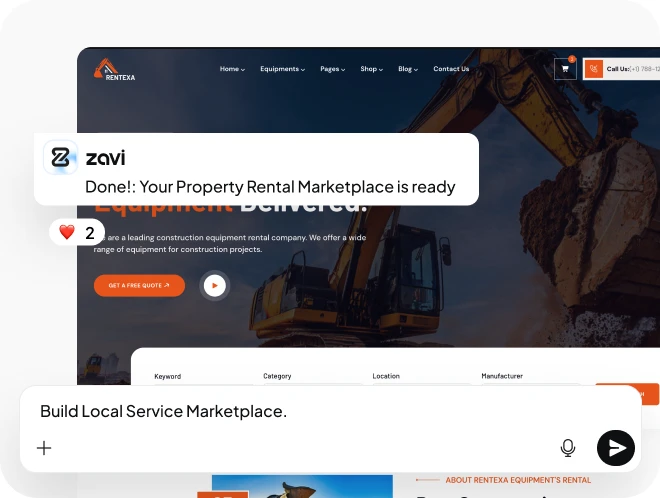 RENTEXA
Home Equipments Pages Shop Blog Contact Us
Call Us:
zavi
Done!: Your Property Rental Marketplace is ready
Equipment Delivered.
2
are a leading construction equipment rental company. We offer a wide
range of equipment for construction projects.
GET A FREE QUOTE
Keyword Category Location Manufacturer
Build Local Service Marketplace.
ABOUT RENTEXA EQUIPMENT'S RENTAL